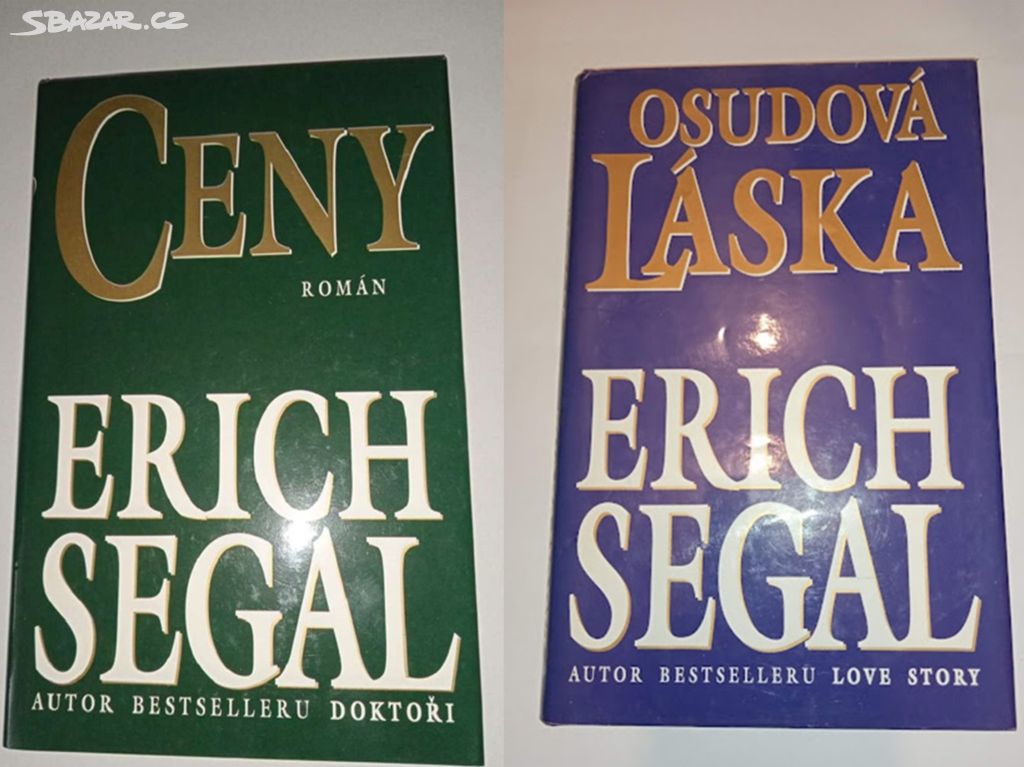 SBAZAR.CZ
CENY
ROMÁN
ERICH
SEGAL
AUTOR BESTSELLERU DOKTOŘI
OSUDOVÁ
LÁSKA
ERICH
SEGAL
AUTOR BESTSELLERU LOVE STORY